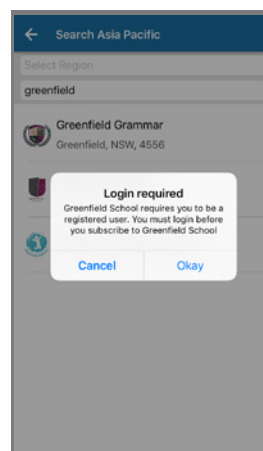 Search Asia Pacific
Select Region
greenfield
Greenfield Grammar
Greenfield, NSW, 4556
Login required
Greenfield School requires you to be a
registered user. You must login before
you subscribe to Greenfield School
Cancel
Okay